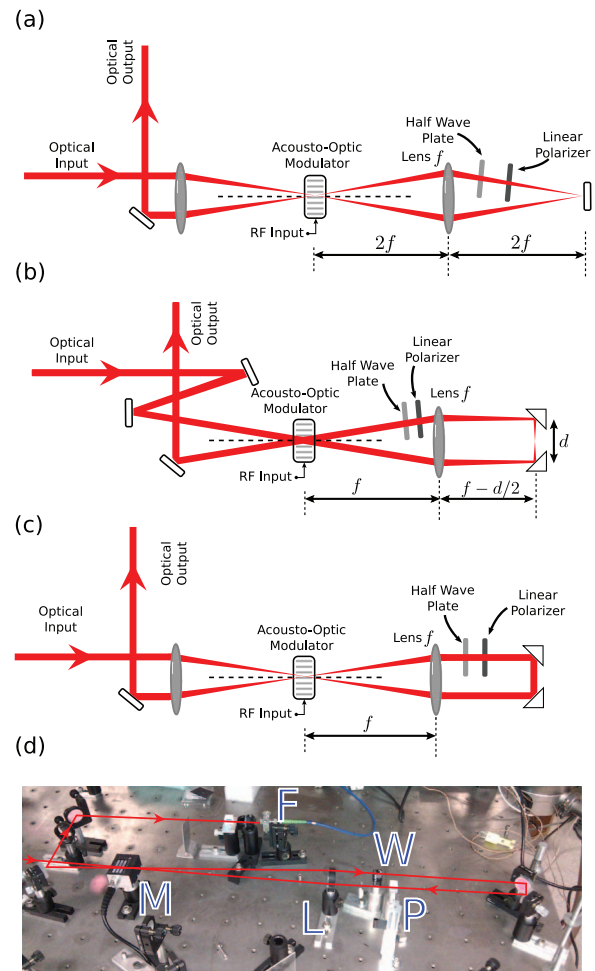 (a)
Optical
Output
Optical
Input
Acousto-Optic
Modulator
Lens f
Half Wave
Plate
Linear
Polarizer
RF Input
2f
2f
(b)
Optical
Output
Optical
Input
Acousto-Optic
Modulator
Half Wave
Plate
Linear
Polarizer
Lens f
d
RF Input
f
f − d/2
(c)
Optical
Output
Optical
Input
Acousto-Optic
Modulator
Lens f
Half Wave
Plate
Linear
Polarizer
RF Input
f
(d)
F
W
M
L
P